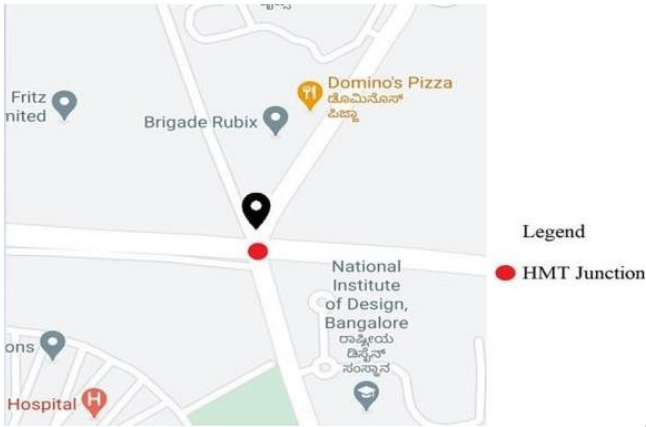 Fritz
nited
Brigade Rubix
Domino's Pizza
ಡೊಮಿನೊಸ್
ಪಿಜ್ಜಾ
National
Institute
of Design,
Bangalore
ರಾಷ್ಟ್ರೀಯ
ಡಿಸೈನ್
ಸಂಸ್ಥಾನ
ons
Hospital
H
Legend
HMT Junction